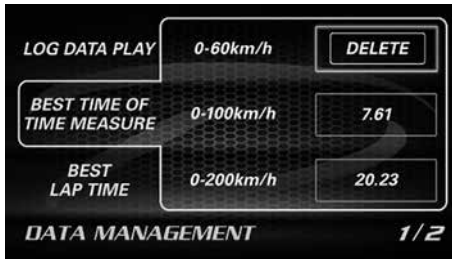 LOG DATA PLAY
0-60km/h
DELETE
BEST TIME OF
TIME MEASURE
0-100km/h
7.61
BEST
LAP TIME
0-200km/h
20.23
DATA MANAGEMENT
1/2